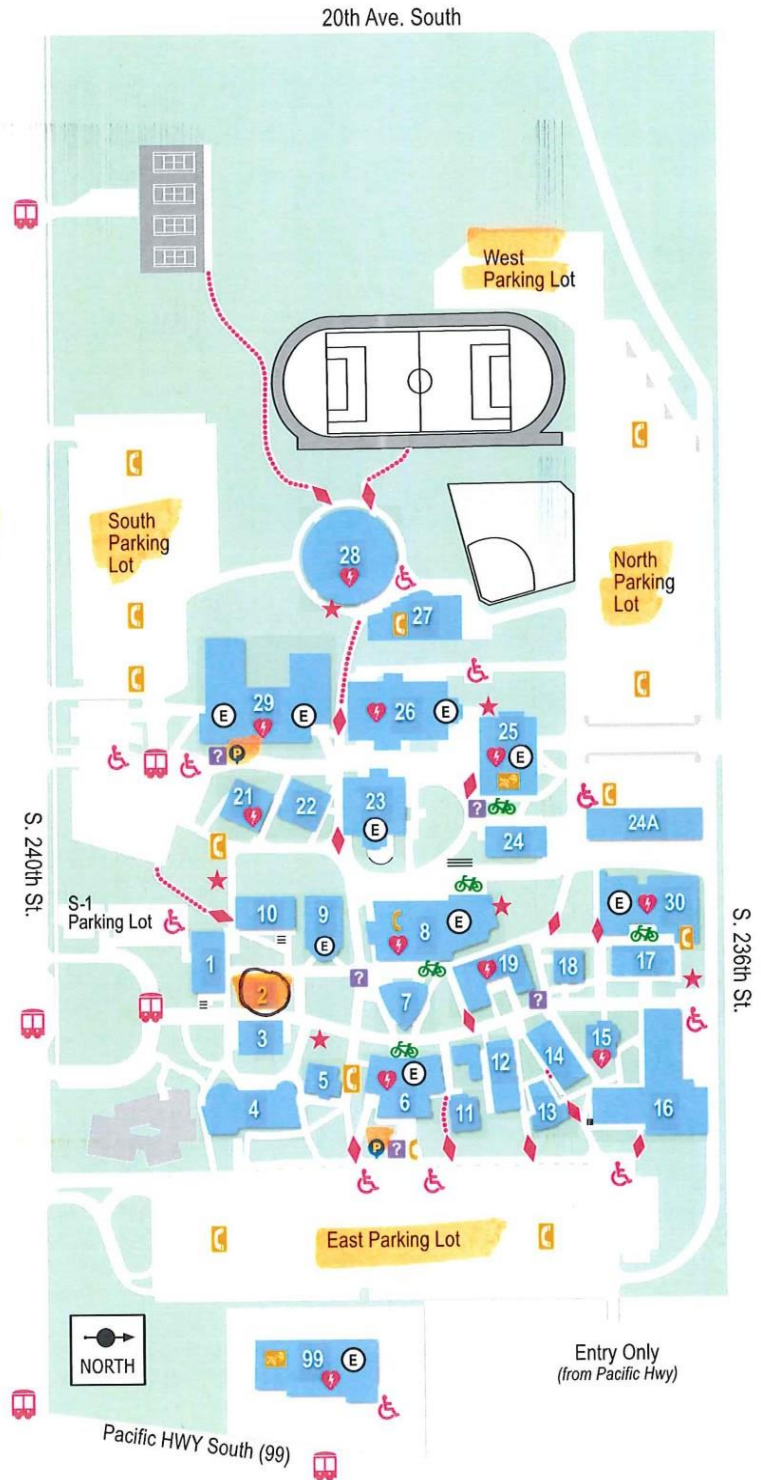 20th Ave. South
West
Parking Lot
South
Parking
Lot
North
Parking
Lot
28
27
29
E
E
P
?
26
E
25
E
?
21
22
23
E
24
24A
S. 240th St.
S-1
Parking Lot
10
9
E
8
E
30
E
S. 236th St.
1
2
?
7
19
18
17
?
3
5
6
E
12
14
15
4
11
13
16
P
?
East Parking Lot
NORTH
99
E
Entry Only
(from Pacific Hwy)
Pacific HWY South (99)